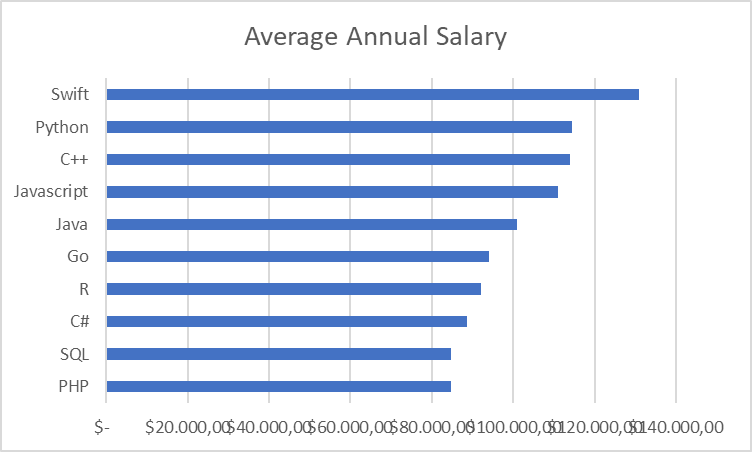 Average Annual Salary
Swift
Python
C++
Javascript
Java
Go
R
C#
SQL
PHP
$- $20.000,00 $40.000,00 $60.000,00 $80.000,00 $100.000,00 $120.000,00 $140.000,00